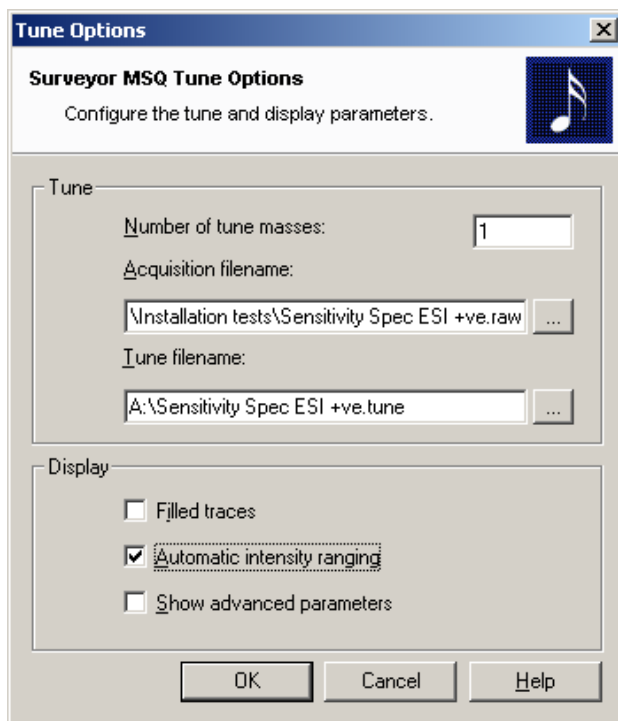 Tune Options
Surveyor MSQ Tune Options
Configure the tune and display parameters.
Tune
Number of tune masses:
1
Acquisition filename:
\Installation tests\Sensitivity Spec ESI +ve.raw
...
Tune filename:
A:\Sensitivity Spec ESI +ve.tune
...
Display
Filled traces
Automatic intensity ranging
Show advanced parameters
OK
Cancel
Help